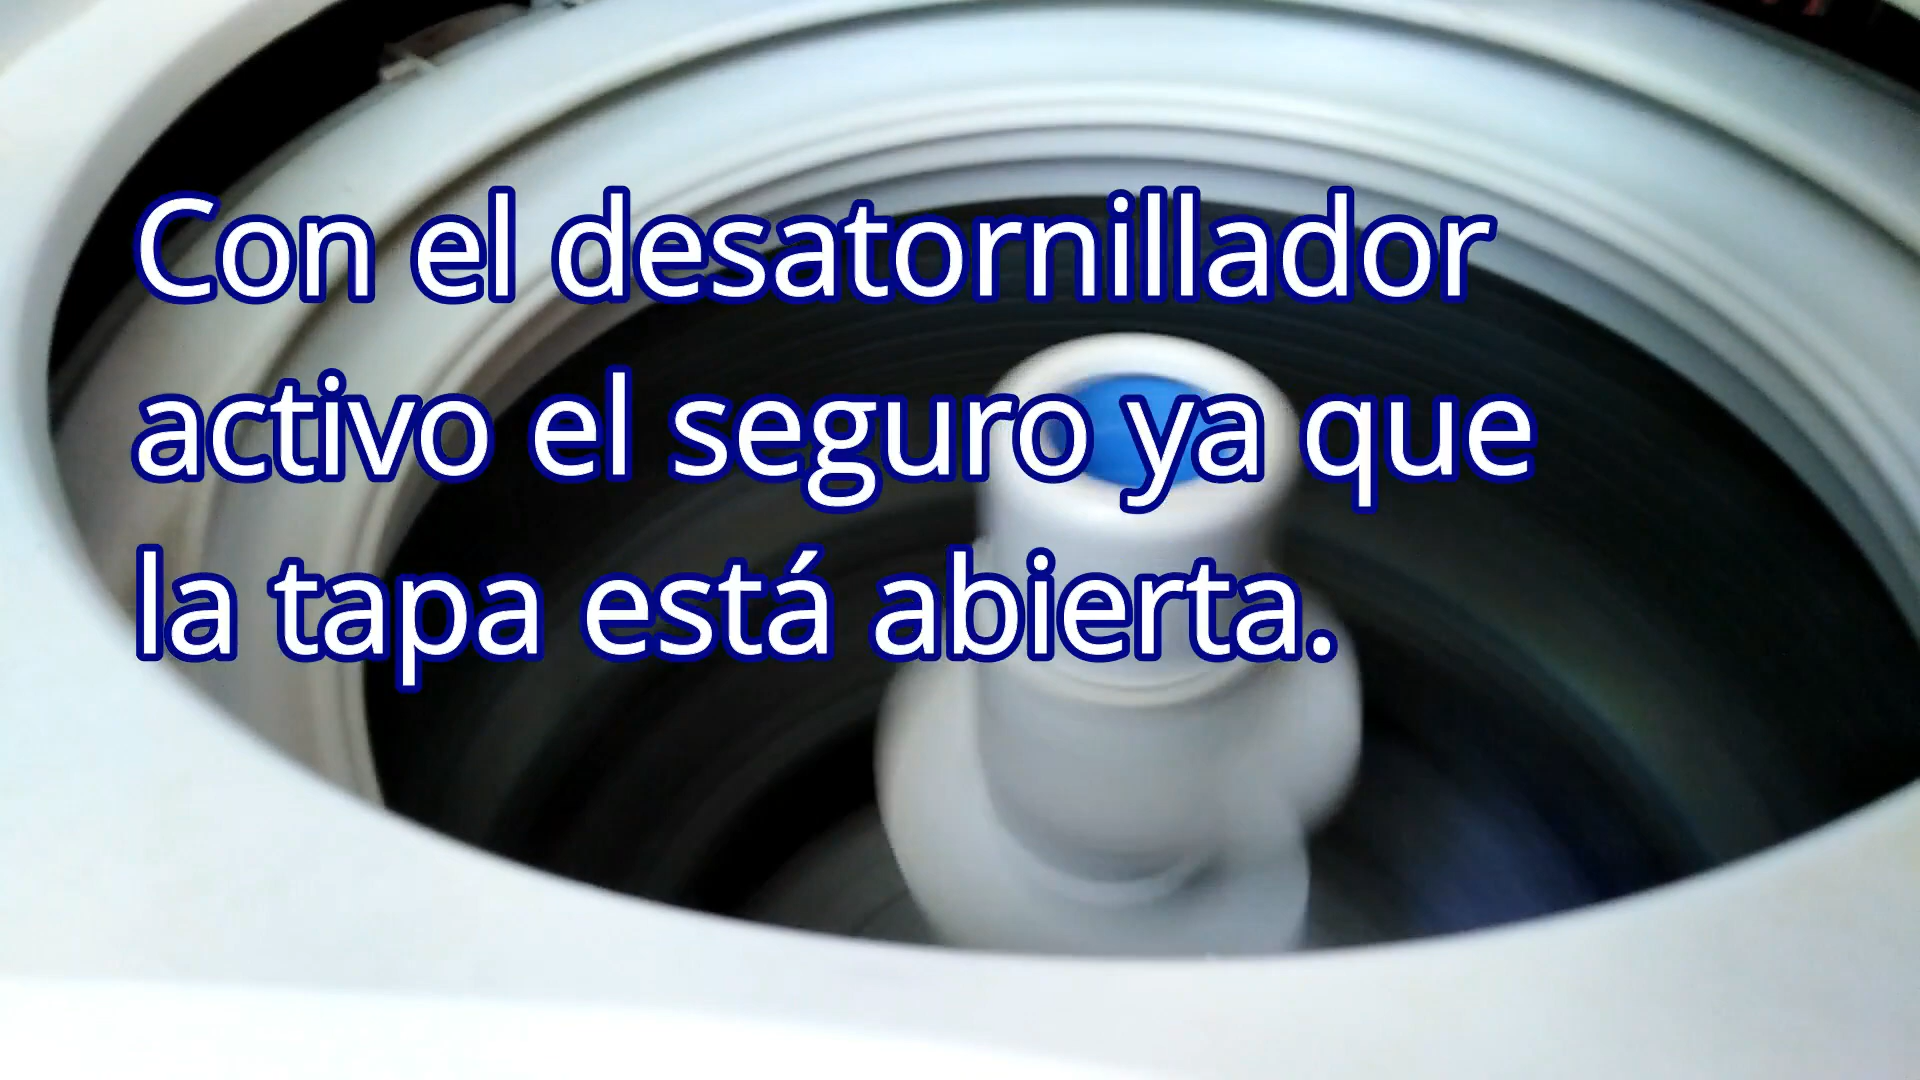 Con el desatornillador
activo el seguro ya que
la tapa está abierta.